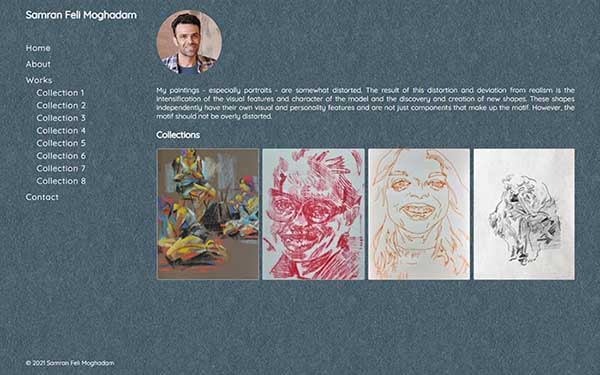 Samran Feli Moghadam
Home
About
Works
Collection 1
Collection 2
Collection 3
Collection 4
Collection 5
Collection 6
Collection 7
Collection 8
Contact
My paintings - especially portraits - are somewhat distorted. The result of this distortion and deviation from realism is the
intensification of the visual features and character of the model and the discovery and creation of new shapes. These shapes
independently have their own visual and personality features and are not just components that make up the motif. However, the
motif should not be overly distorted.
Collections
© 2021 Samran Feli Moghadam